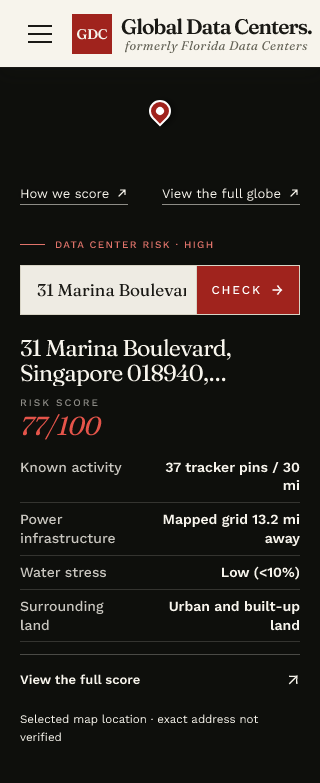 GDC
Global Data Centers.
formerly Florida Data Centers
How we score ↗
View the full globe ↗
DATA CENTER RISK · HIGH
31 Marina Boulevar
CHECK →
31 Marina Boulevard,
Singapore 018940,...
RISK SCORE
77/100
Known activity
37 tracker pins / 30
mi
Power
infrastructure
Mapped grid 13.2 mi
away
Water stress
Low (<10%)
Surrounding
land
Urban and built-up
land
View the full score ↗
Selected map location · exact address not
verified